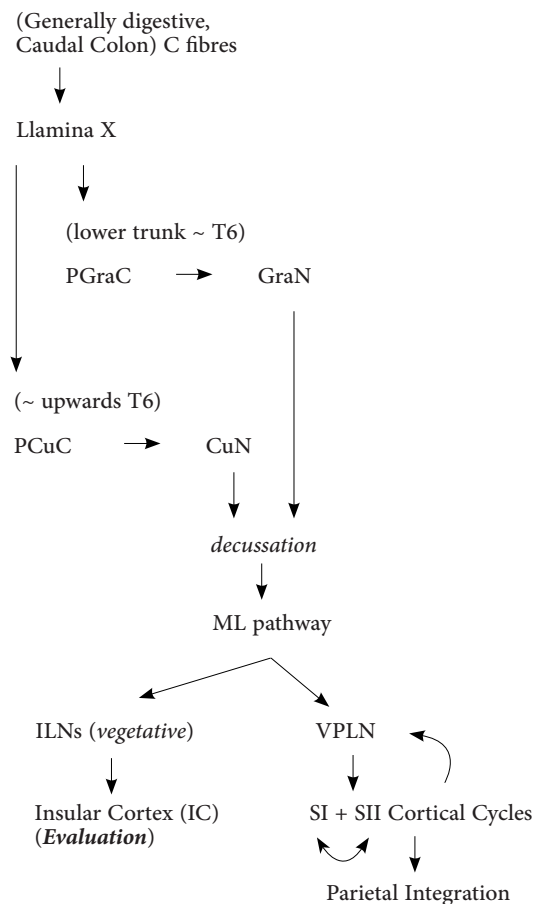 (Generally digestive,
Caudal Colon) C fibres
Llamina X
(lower trunk ~ T6)
PGraC GraN
(~ upwards T6)
PCuC CuN
decussation
ML pathway
ILNs (vegetative) VPLN
Insular Cortex (IC) SI + SII Cortical Cycles
(Evaluation)
Parietal Integration